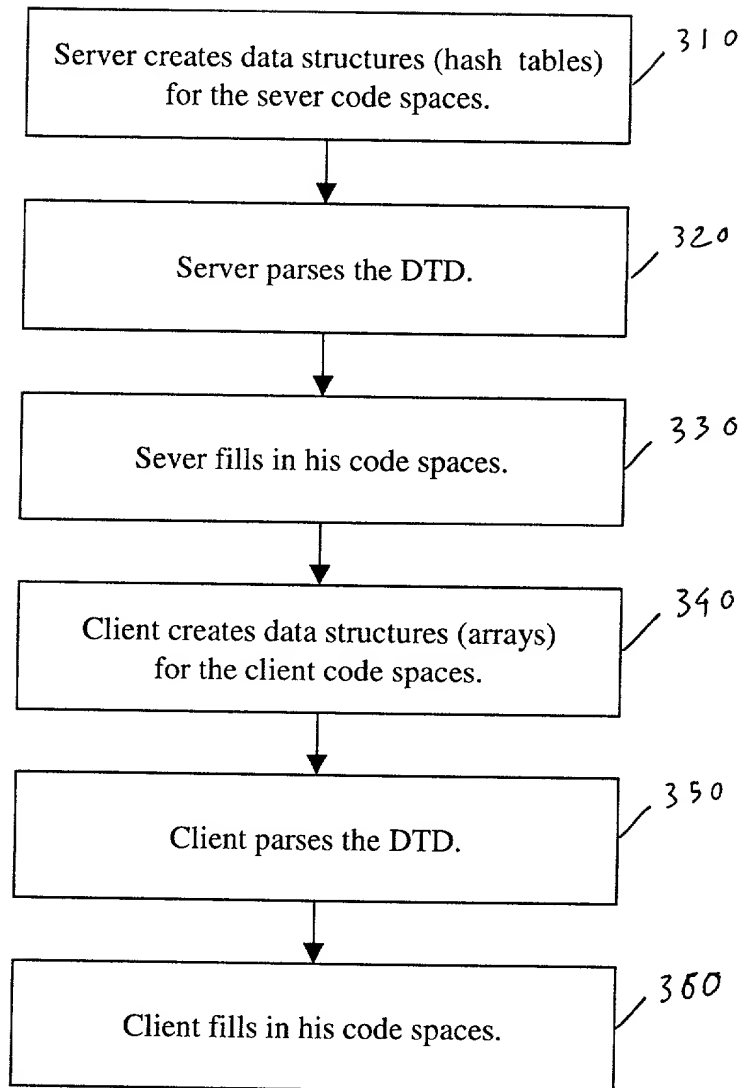 Server creates data structures (hash tables)
for the sever code spaces.
310
Server parses the DTD.
320
Sever fills in his code spaces.
330
Client creates data structures (arrays)
for the client code spaces.
340
Client parses the DTD.
350
Client fills in his code spaces.
360